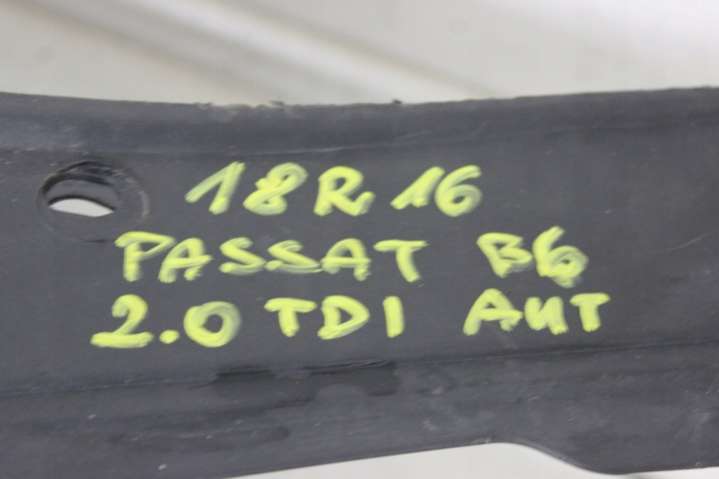 18R16
PASSAT B6
2.0 TDI AUT